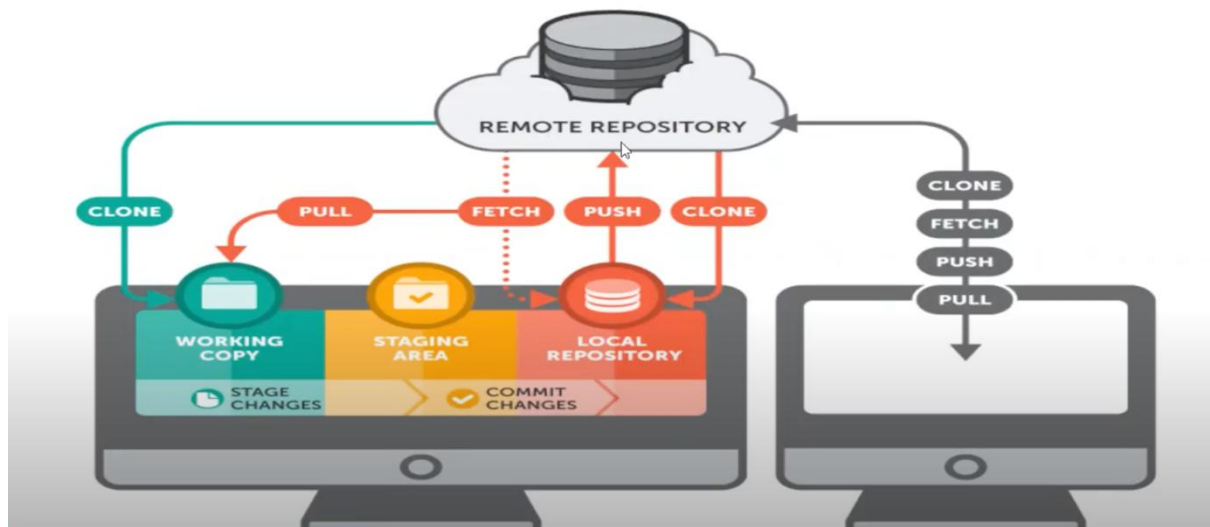 REMOTE REPOSITORY
CLONE
PULL
FETCH
PUSH
CLONE
CLONE
FETCH
PUSH
PULL
WORKING
COPY
STAGING
AREA
LOCAL
REPOSITORY
STAGE
CHANGES
COMMIT
CHANGES